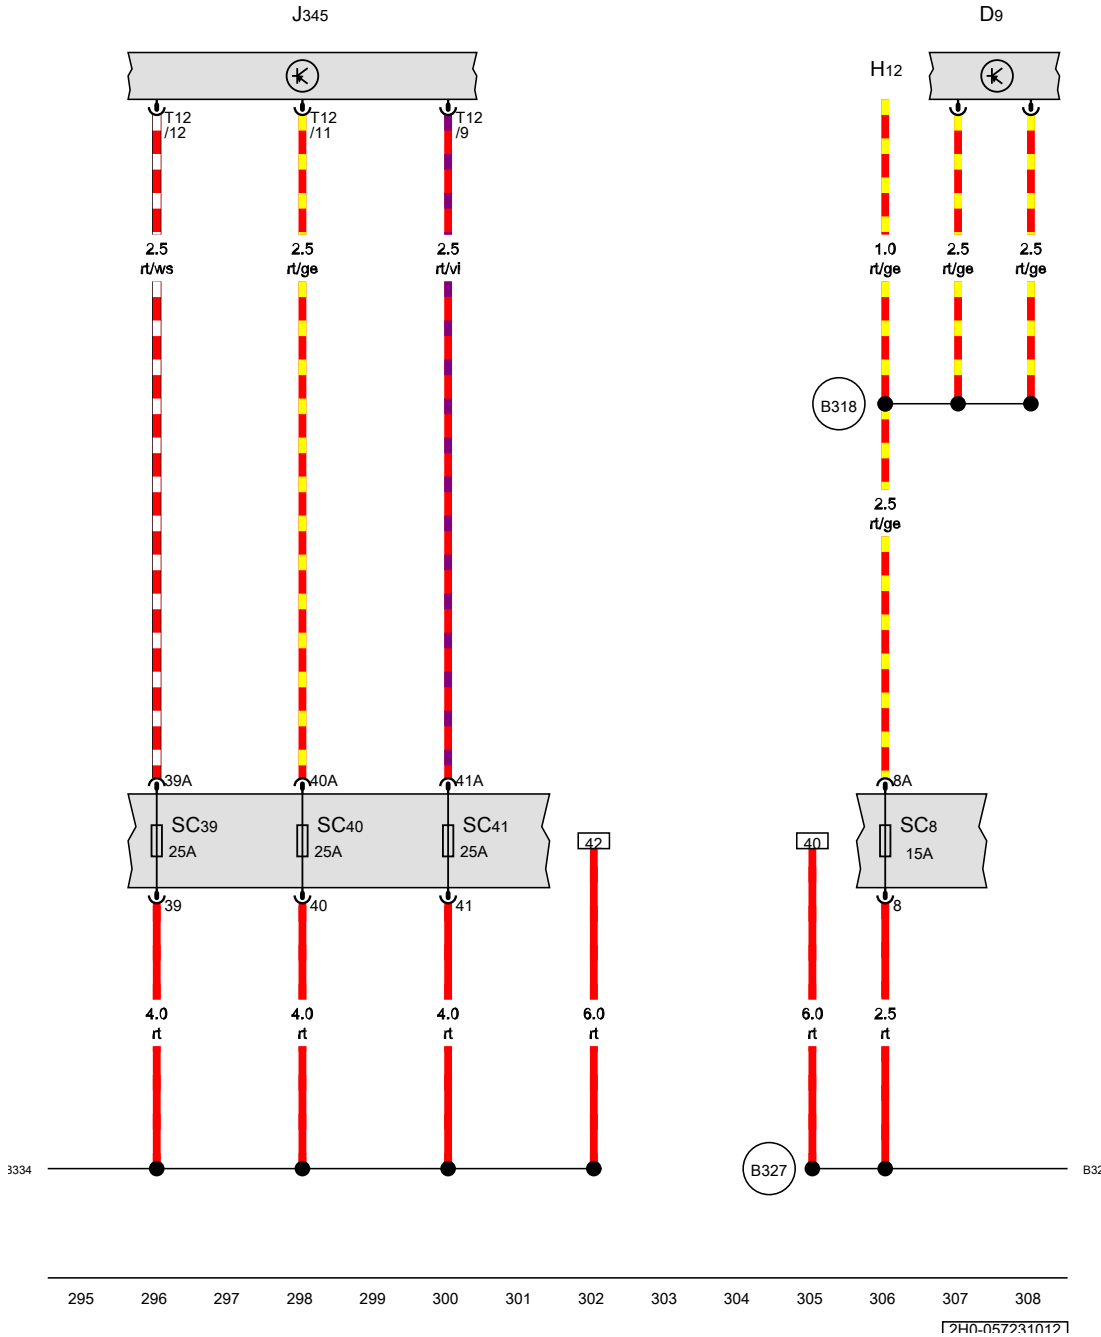 J345
D9
H12
T12
/12
T12
/11
T12
/9
2.5
rt/ws
2.5
rt/ge
2.5
rt/vi
1.0
rt/ge
2.5
rt/ge
2.5
rt/ge
B318
2.5
rt/ge
39A
40A
41A
8A
SC39
25A
SC40
25A
SC41
25A
42
40
SC8
15A
39
40
41
8
4.0
rt
4.0
rt
4.0
rt
6.0
rt
6.0
rt
2.5
rt
B334
B327
B32
295 296 297 298 299 300 301 302 303 304 305 306 307 308
2H0-057231012